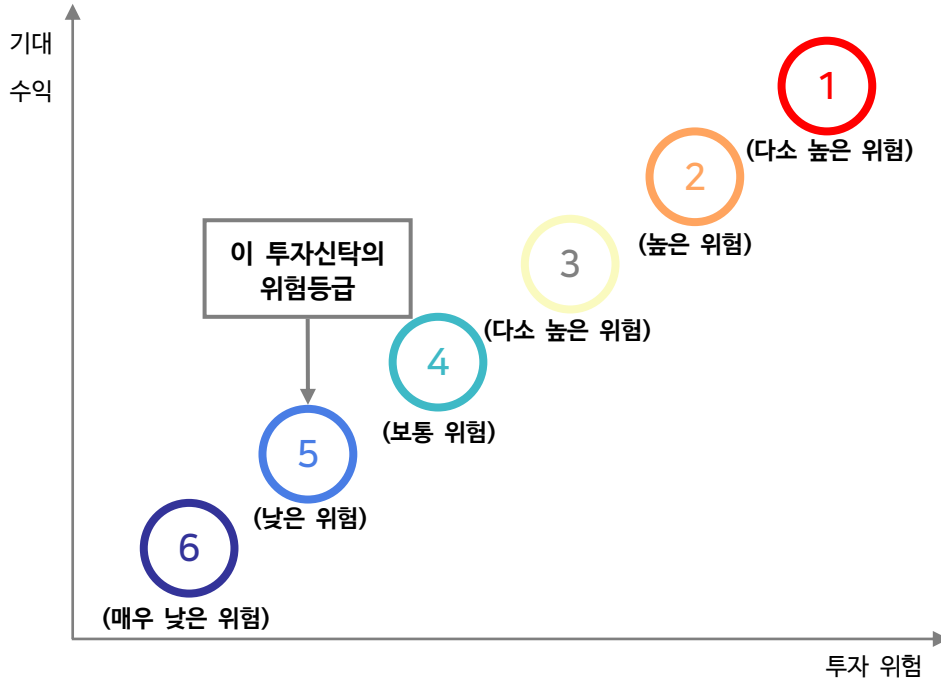 기대
수익
1
(다소 높은 위험)
2
(높은 위험)
이 투자신탁의
위험등급
3
(다소 높은 위험)
4
(보통 위험)
5
(낮은 위험)
6
(매우 낮은 위험)
투자 위험